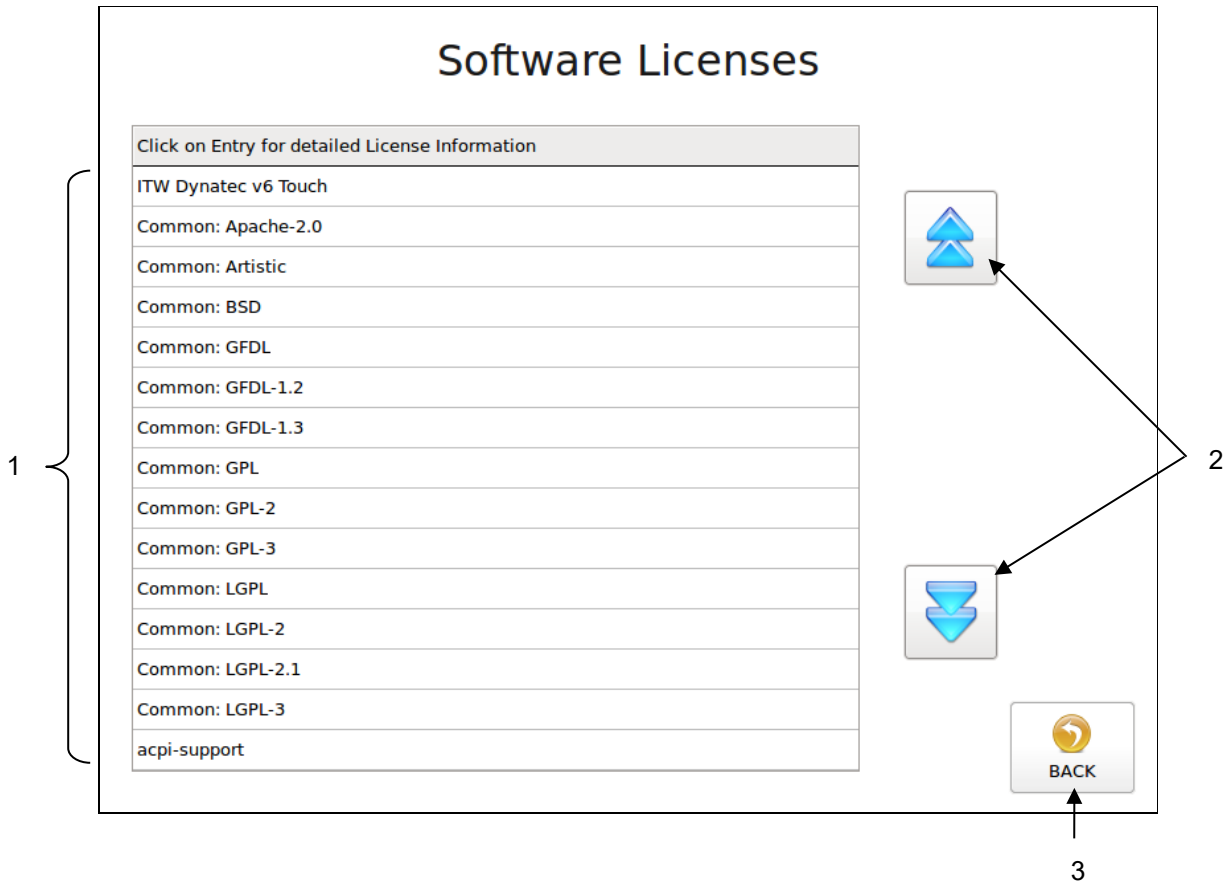 Software Licenses
Click on Entry for detailed License Information
ITW Dynatec v6 Touch
Common: Apache-2.0
Common: Artistic
Common: BSD
Common: GFDL
Common: GFDL-1.2
Common: GFDL-1.3
Common: GPL
1
2
Common: GPL-2
Common: GPL-3
Common: LGPL
Common: LGPL-2
Common: LGPL-2.1
Common: LGPL-3
acpi-support
BACK
3